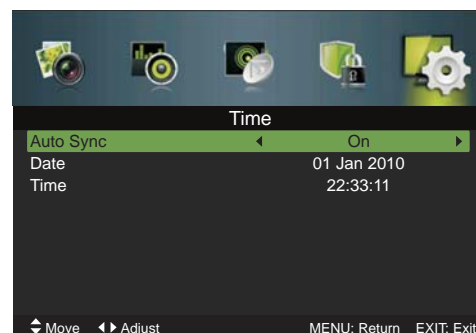 Time
Auto Sync On
Date 01 Jan 2010
Time 22:33:11
Move Adjust MENU: Return EXIT: Exit